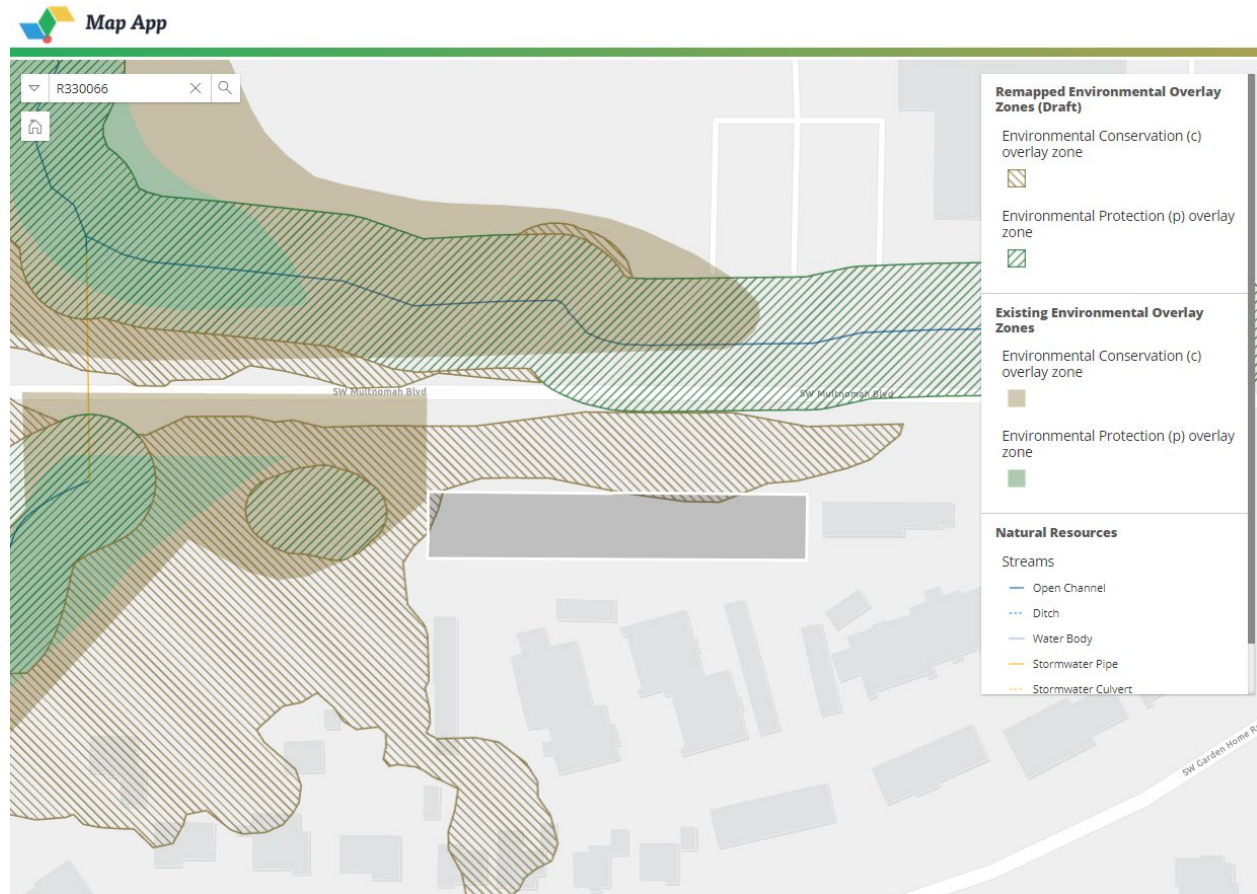 Map App
R330066
Remapped Environmental Overlay
Zones (Draft)
Environmental Conservation (c)
overlay zone
Environmental Protection (p) overlay
zone
Existing Environmental Overlay
Zones
Environmental Conservation (c)
overlay zone
Environmental Protection (p) overlay
zone
Natural Resources
Streams
Open Channel
Ditch
Water Body
Stormwater Pipe
Stormwater Culvert
SW Multnomah Blvd
SW Multnomah Blvd
SW Garden Home R